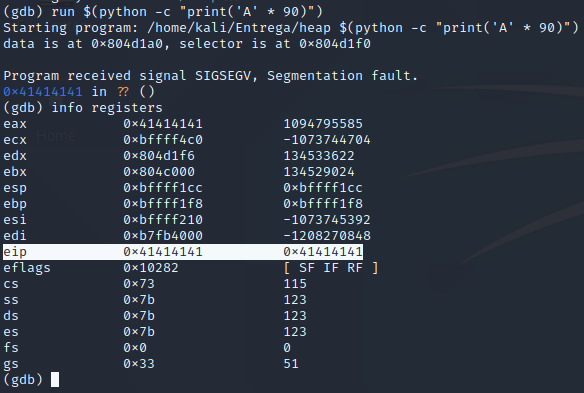 (gdb) run $(python -c "print('A' * 90)")
Starting program: /home/kali/Entrega/heap $(python -c "print('A' * 90)")
data is at 0×804d1a0, selector is at 0×804d1f0
Program received signal SIGSEGV, Segmentation fault.
0×41414141 in ?? ()
(gdb) info registers
eax 0×41414141 1094795585
ecx 0×bffff4c0 -1073744704
edx 0×804d1f6 134533622
ebx 0×804c000 134529024
esp 0×bffff1cc 0×bffff1cc
ebp 0×bffff1f8 0×bffff1f8
esi 0×bffff210 -1073745392
edi 0×b7fb4000 -1208270848
eip 0×41414141 0×41414141
eflags 0×10282 [ SF IF RF ]
cs 0×73 115
ss 0×7b 123
ds 0×7b 123
es 0×7b 123
fs 0×0 0
gs 0×33 51
(gdb)